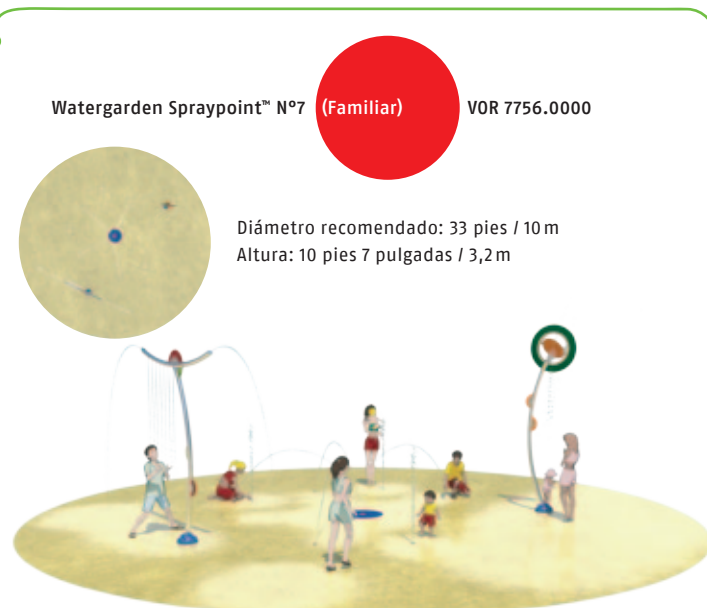 Watergarden Spraypoint™ Nº7 (Familiar) VOR 7756.0000
Diámetro recomendado: 33 pies / 10 m
Altura: 10 pies 7 pulgadas / 3,2 m